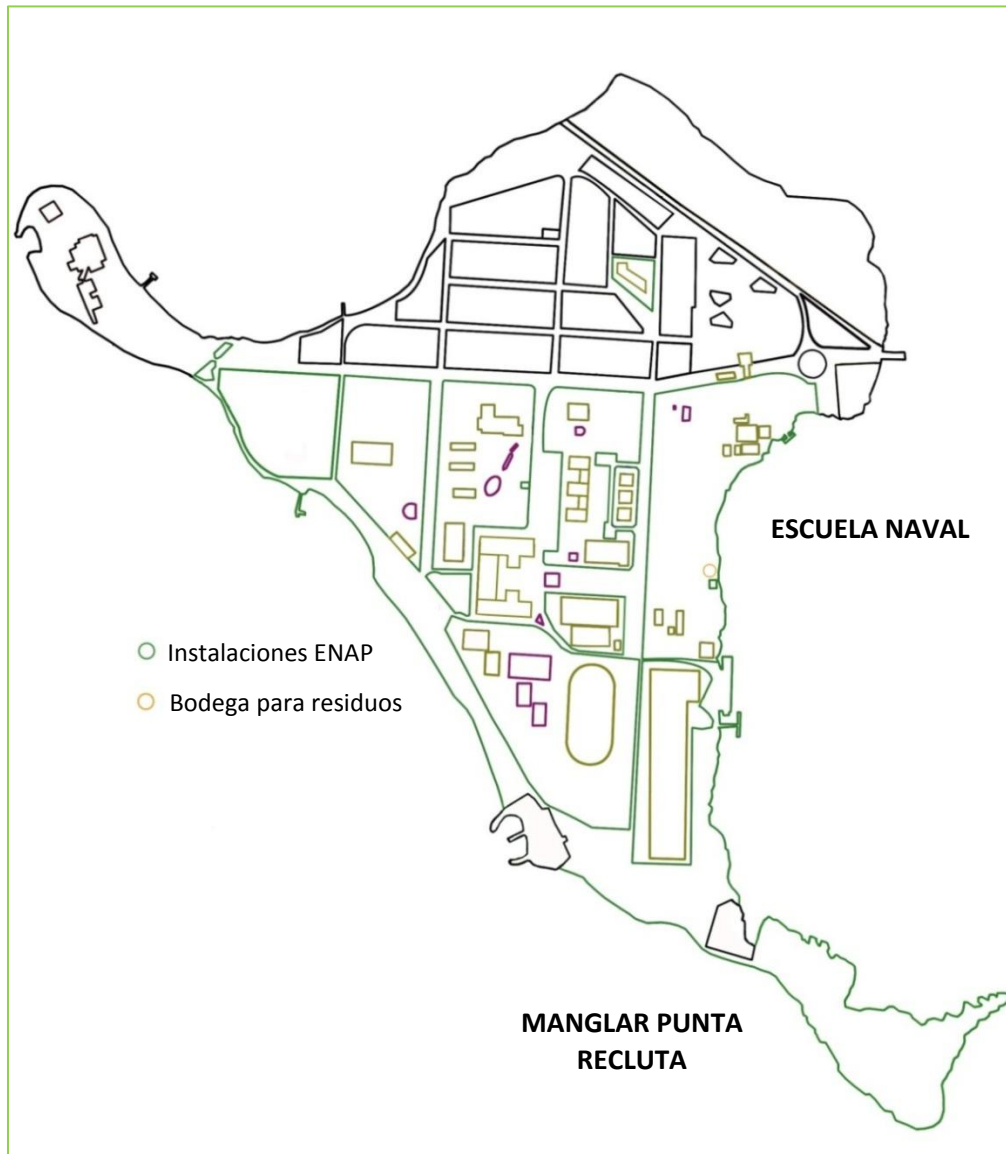 ESCUELA NAVAL
Instalaciones ENAP
Bodega para residuos
MANGLAR PUNTA
RECLUTA